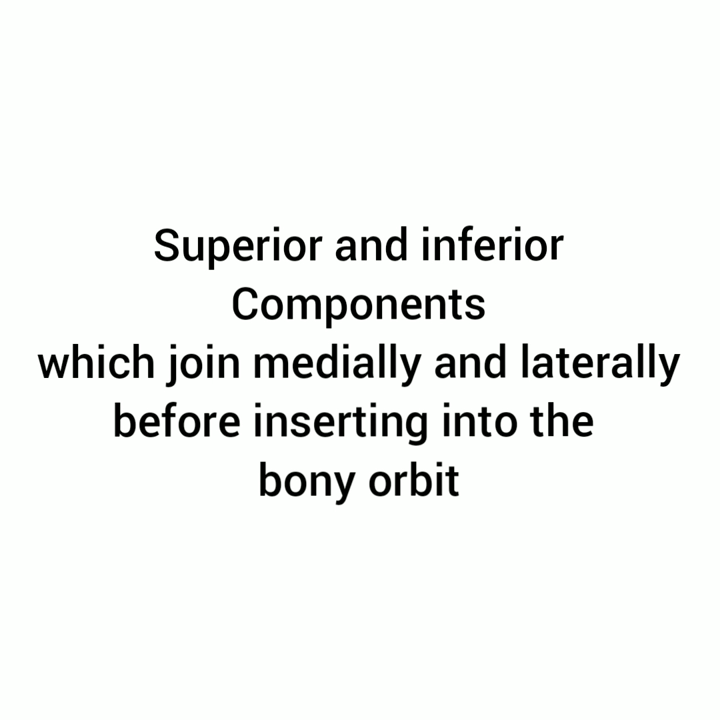 Superior and inferior
Components
which join medially and laterally
before inserting into the
bony orbit